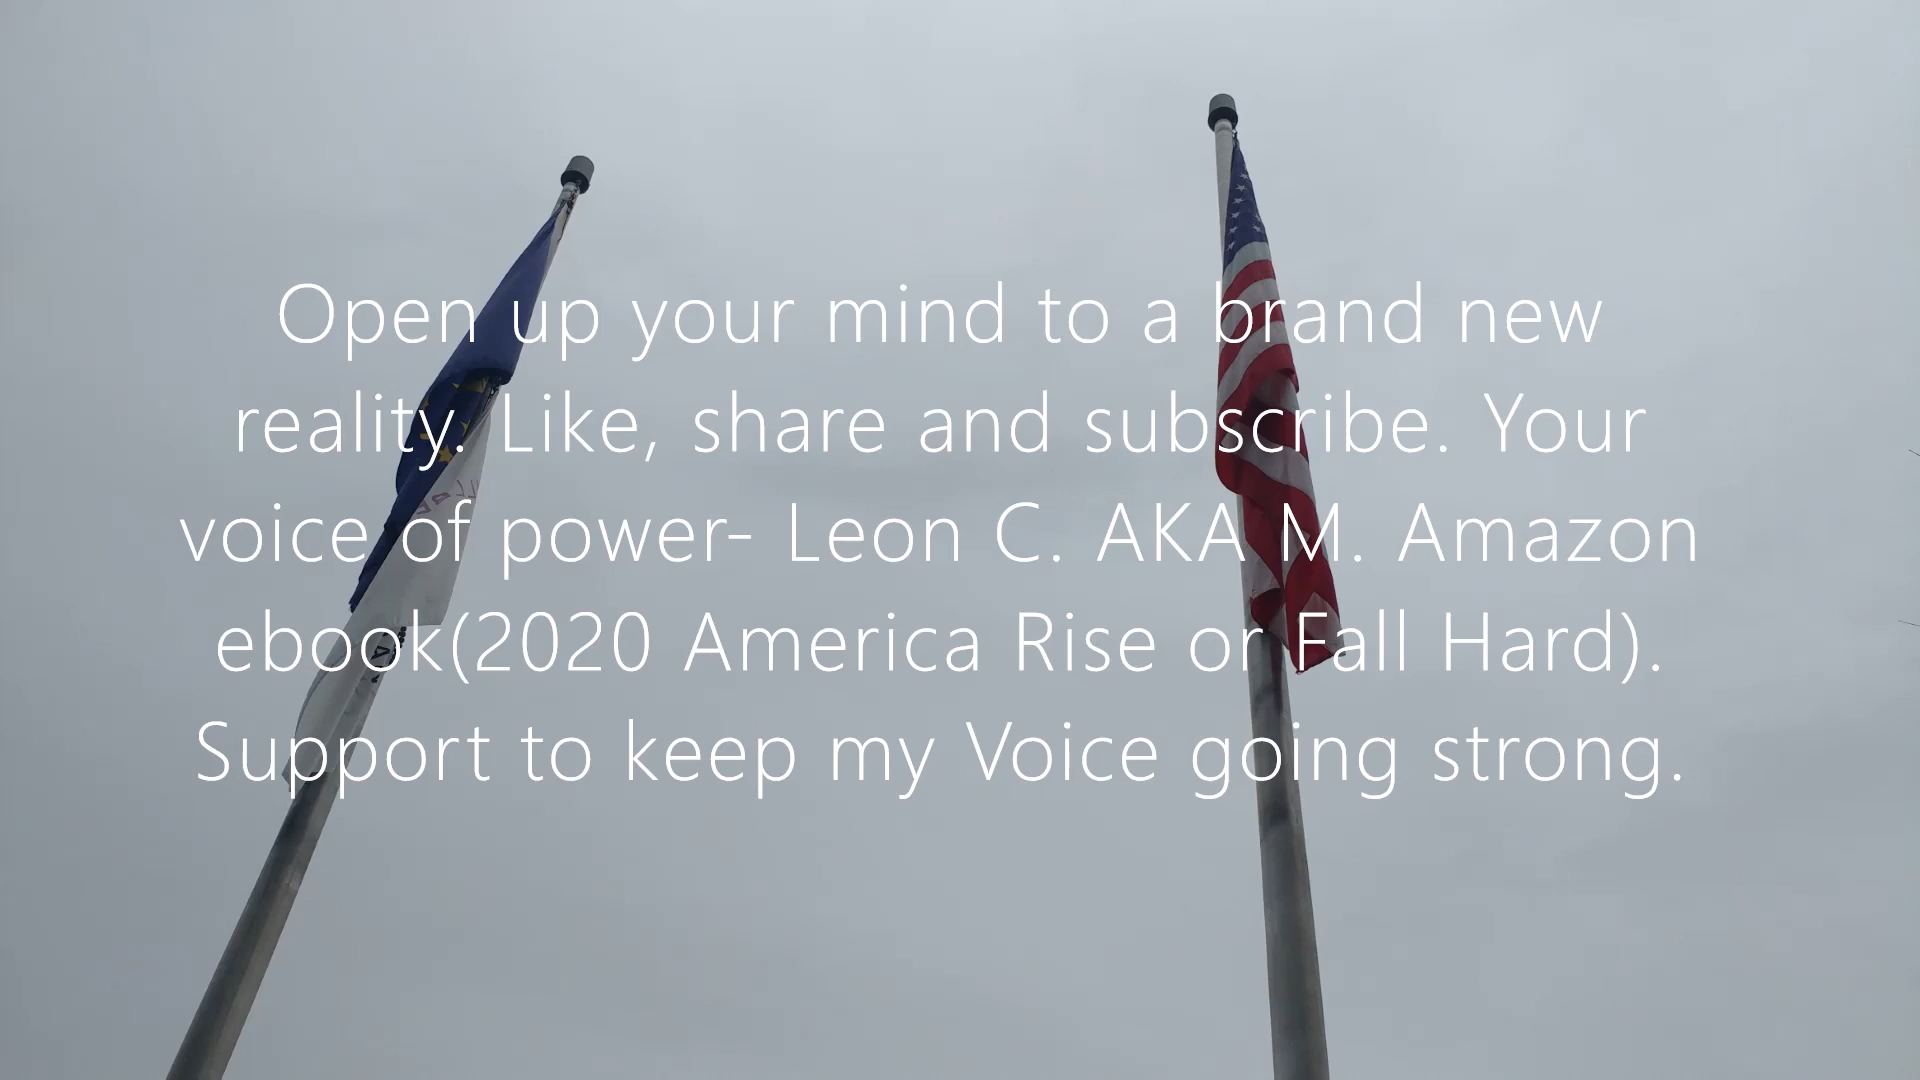 Open up your mind to a brand new
reality. Like, share and subscribe. Your
voice of power- Leon C. AKA M. Amazon
ebook(2020 America Rise or Fall Hard).
Support to keep my Voice going strong.